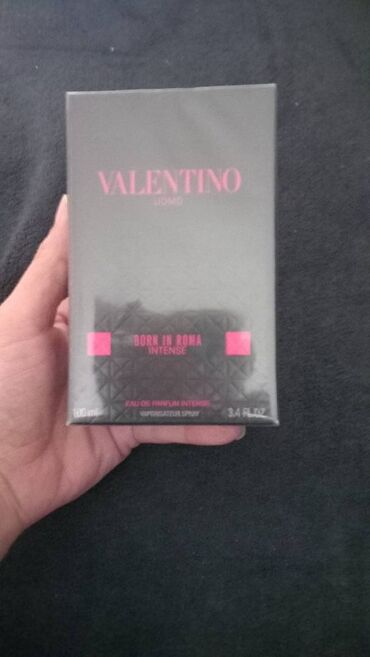 VALENTINO
UOMO
BORN IN ROMA
INTENSE
EAU DE PARFUM INTENSE
VAPORISATEUR SPRAY
100 ml 3.4 FL.OZ